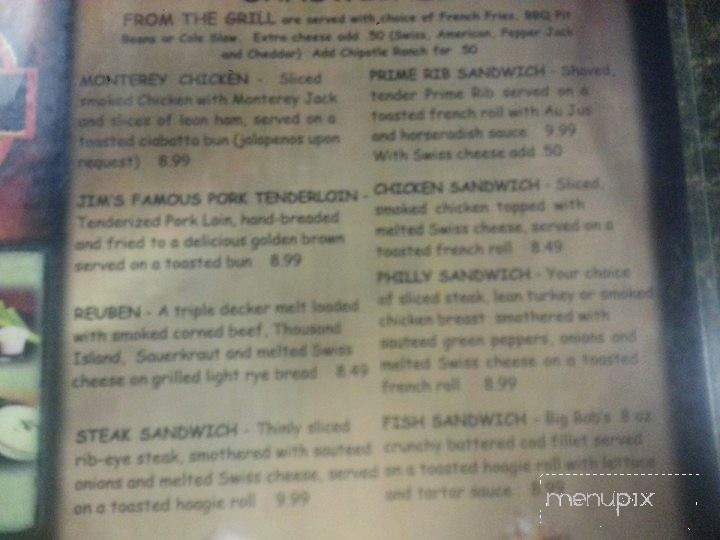 FROM THE GRILL are served with choice of French Fries, BBQ Pit
Beans or Cole Slaw. Extra cheese add .50 (Swiss, American, Pepper Jack
and Cheddar) Add Chipotle Ranch for .50
MONTEREY CHICKEN - Sliced
smoked Chicken with Monterey Jack
and slices of lean ham, served on a
toasted ciabatta bun (jalapenos upon
request) 8.99
JIM'S FAMOUS PORK TENDERLOIN -
Tenderized Pork Loin, hand-breaded
and fried to a delicious golden brown
served on a toasted bun 8.99
REUBEN - A triple decker melt loaded
with smoked corned beef, Thousand
Island, Sauerkraut and melted Swiss
cheese on grilled light rye bread 8.49
STEAK SANDWICH - Thinly sliced
rib-eye steak, smothered with sauteed
onions and melted Swiss cheese, served
on a toasted hoagie roll 9.99
PRIME RIB SANDWICH - Shaved,
tender Prime Rib served on a
toasted french roll with Au Jus
and horseradish sauce 9.99
With Swiss cheese add .50
CHICKEN SANDWICH - Sliced,
smoked chicken topped with
melted Swiss cheese, served on a
toasted french roll 8.49
PHILLY SANDWICH - Your choice
of sliced steak, lean turkey or smoked
chicken breast smothered with
sauteed green peppers, onions and
melted Swiss cheese on a toasted
french roll 8.99
FISH SANDWICH - Big Bob's 8 oz
crunchy battered cod fillet served
on a toasted hoagie roll with lettuce
and tartar sauce
menupix